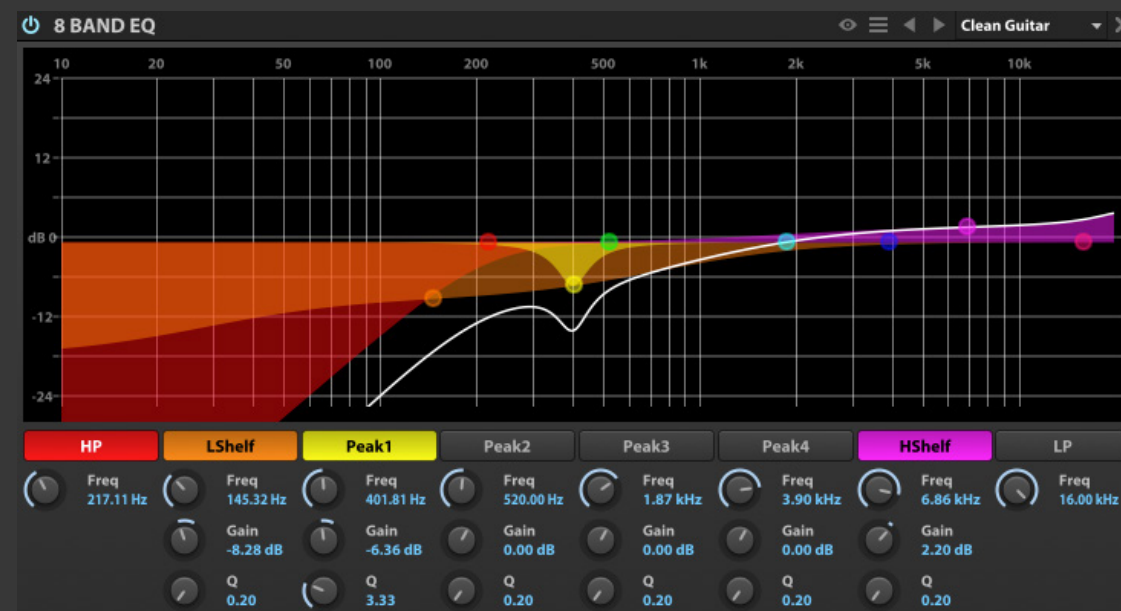 8 BAND EQ Clean Guitar
10 20 50 100 200 500 1k 2k 5k 10k
24
12
dB 0
-12
-24
HP LShelf Peak1 Peak2 Peak3 Peak4 HShelf LP
Freq Freq Freq Freq Freq Freq Freq Freq
217.11 Hz 145.32 Hz 401.81 Hz 520.00 Hz 1.87 kHz 3.90 kHz 6.86 kHz 16.00 kHz
Gain Gain Gain Gain Gain Gain
-8.28 dB -6.36 dB 0.00 dB 0.00 dB 0.00 dB 2.20 dB
Q Q Q Q Q Q
0.20 3.33 0.20 0.20 0.20 0.20